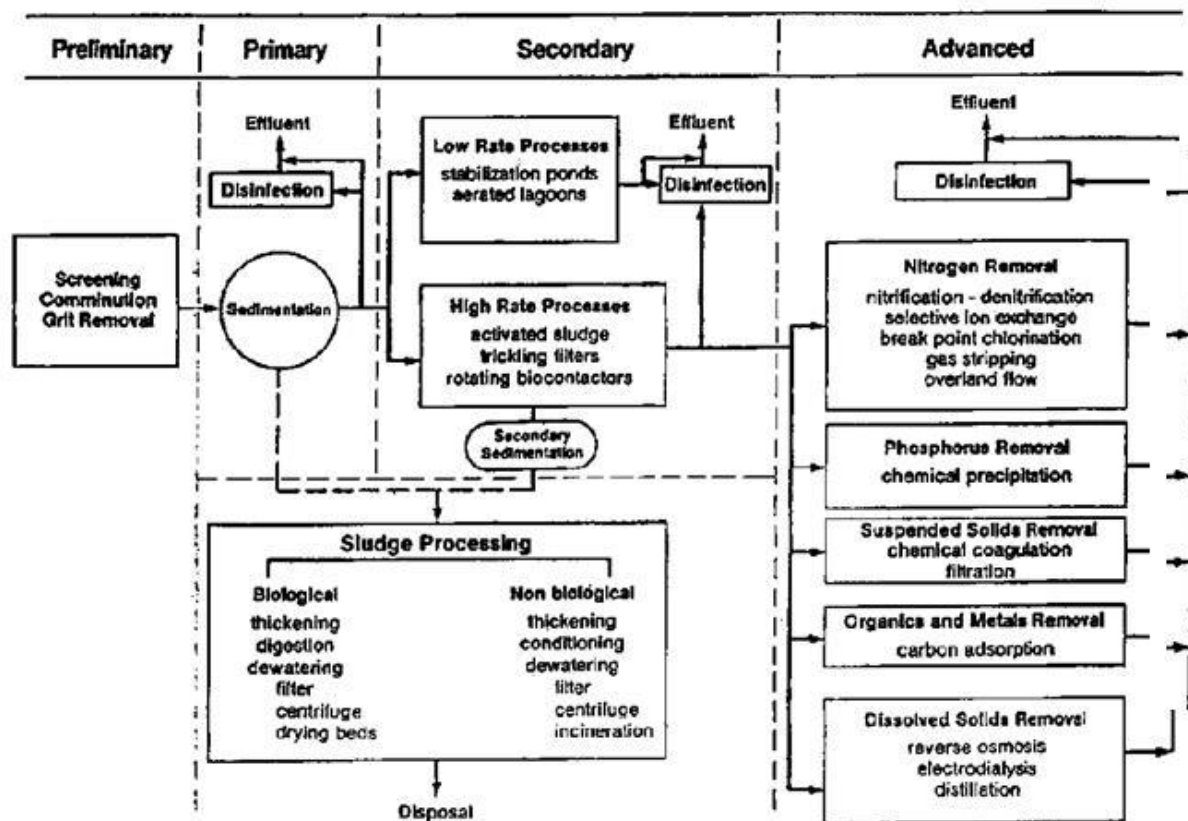 Preliminary
Primary
Secondary
Advanced
Screening
Comminution
Grit Removal
Effluent
Disinfection
Sedimentation
Low Rate Processes
stabilization ponds
aerated lagoons
High Rate Processes
activated sludge
trickling filters
rotating biocontactors
Secondary
Sedimentation
Effluent
Disinfection
Effluent
Disinfection
Nitrogen Removal
nitrification - denitrification
selective ion exchange
break point chlorination
gas stripping
overland flow
Phosphorus Removal
chemical precipitation
Suspended Solids Removal
chemical coagulation
filtration
Organics and Metals Removal
carbon adsorption
Dissolved Solids Removal
reverse osmosis
electrodialysis
distillation
Sludge Processing
Biological
thickening
digestion
dewatering
filter
centrifuge
drying beds
Non biological
thickening
conditioning
dewatering
filter
centrifuge
incineration
Disposal